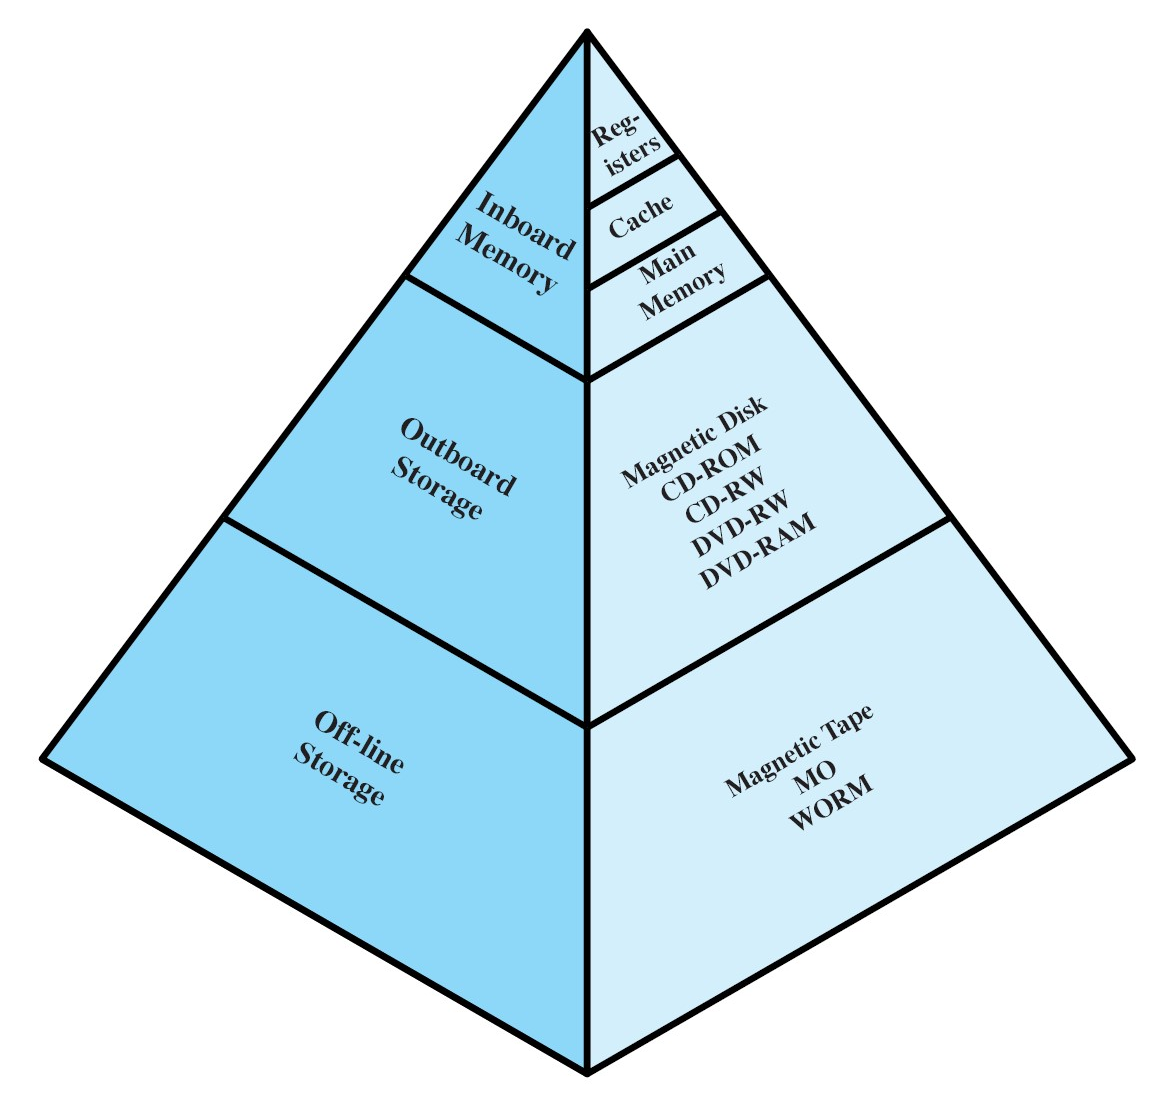 Reg-
isters
Cache
Inboard
Memory
Main
Memory
Outboard
Storage
Magnetic Disk
CD-ROM
CD-RW
DVD-RW
DVD-RAM
Off-line
Storage
Magnetic Tape
MO
WORM